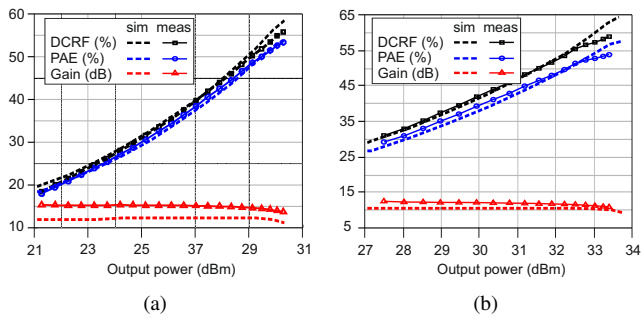 sim meas
DCRF (%)
PAE (%)
Gain (dB)
60
50
40
30
20
10
21 23 25 27 29 31
Output power (dBm)
(a)
sim meas
DCRF (%)
PAE (%)
Gain (dB)
65
55
45
35
25
15
5
27 28 29 30 31 32 33 34
Output power (dBm)
(b)